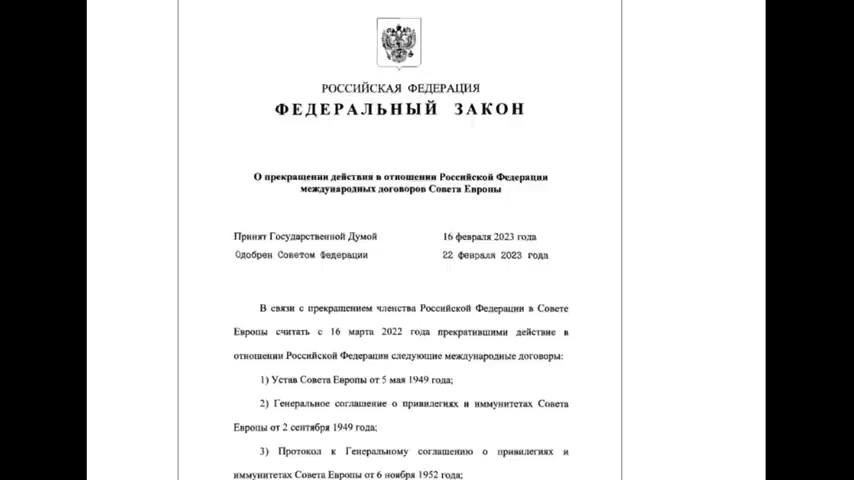 РОССИЙСКАЯ ФЕДЕРАЦИЯ
ФЕДЕРАЛЬНЫЙ ЗАКОН
О прекращении действия в отношении Российской Федерации
международных договоров Совета Европы
Принят Государственной Думой 16 февраля 2023 года
Одобрен Советом Федерации 22 февраля 2023 года
В связи с прекращением членства Российской Федерации в Совете
Европы считать с 16 марта 2022 года прекратившими действие в
отношении Российской Федерации следующие международные договоры:
1) Устав Совета Европы от 5 мая 1949 года;
2) Генеральное соглашение о привилегиях и иммунитетах Совета
Европы от 2 сентября 1949 года;
3) Протокол к Генеральному соглашению о привилегиях и
иммунитетах Совета Европы от 6 ноября 1952 года;